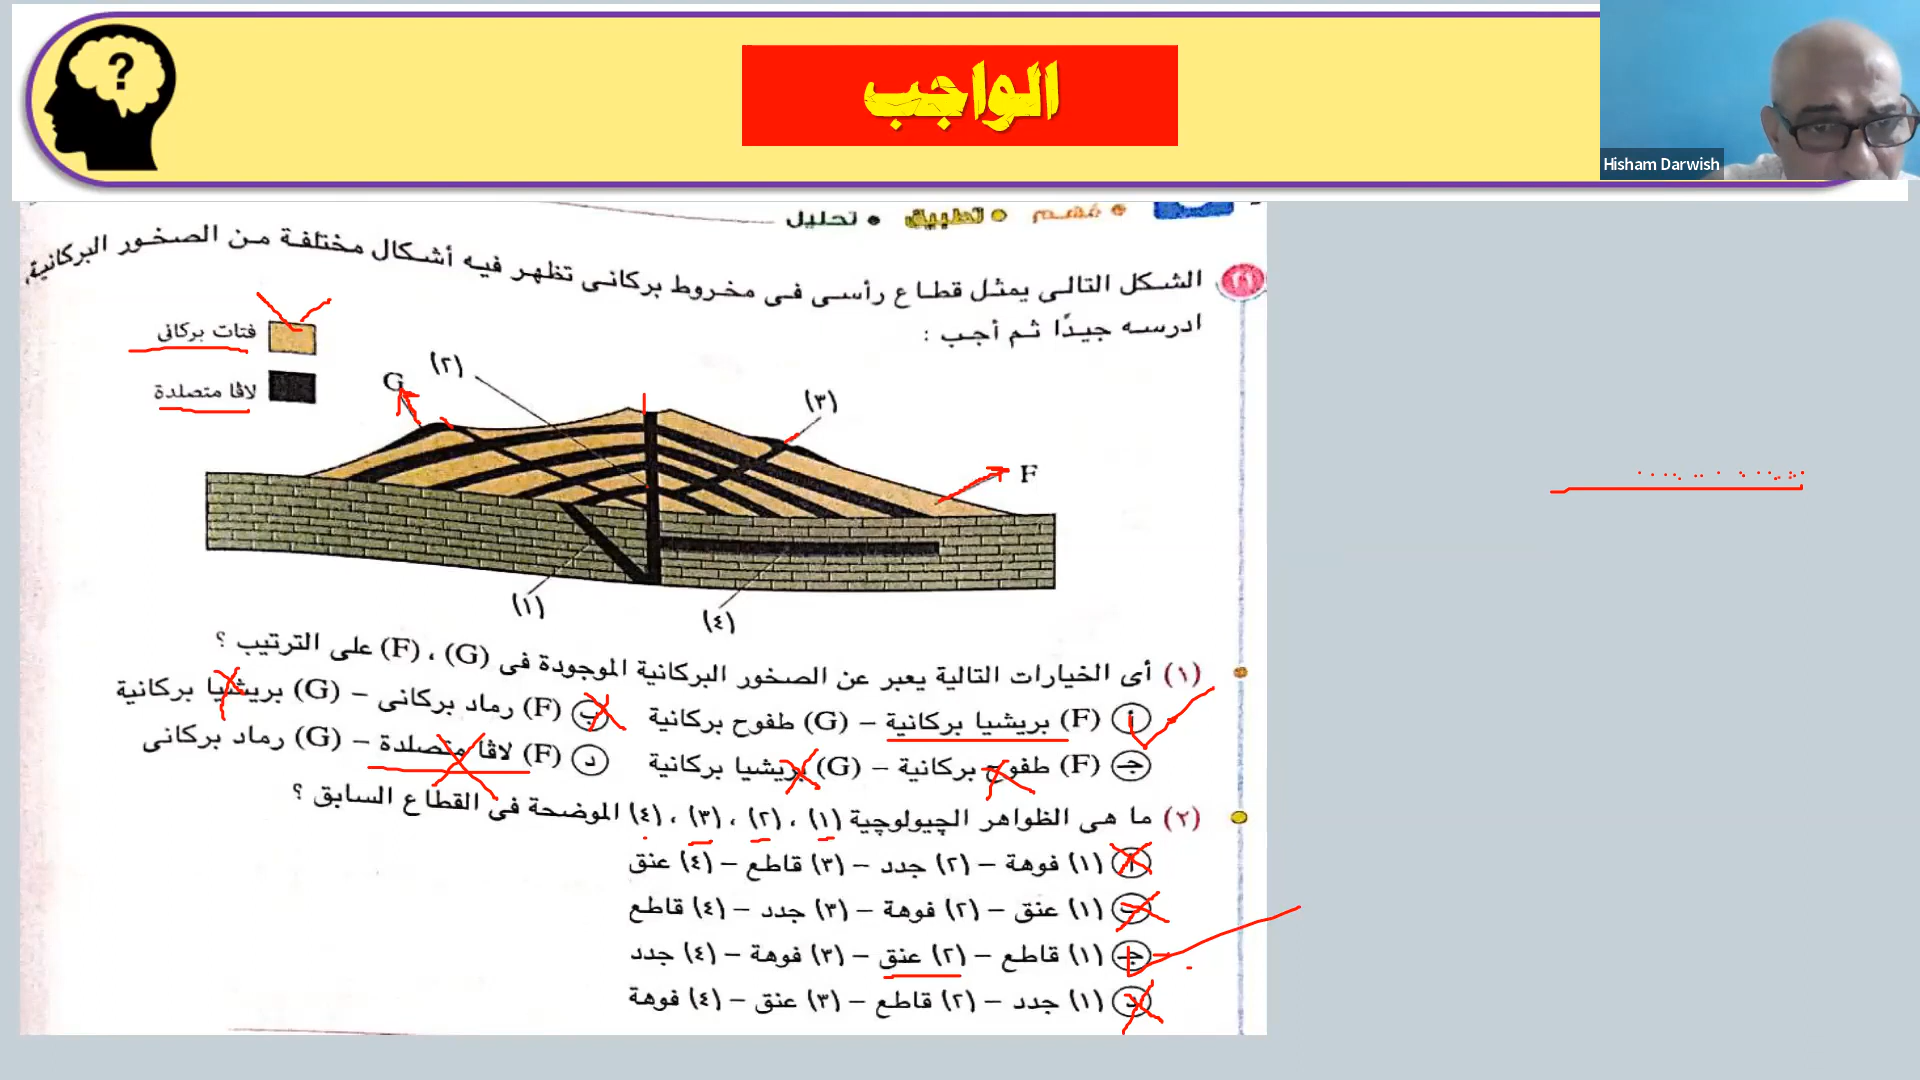 ?
الواجب
Hisham Darwish
• فهم • تطبيق • تحليل
٢١ الشكل التالى يمثل قطاع رأسى فى مخروط بركانى تظهر فيه أشكال مختلفة من الصخور البركانية،
ادرسه جيدًا ثم أجب :
فتات بركانى
لاڤا متصلدة
G
(٢)
(٣)
F
(١)
(٤)
(١) أى الخيارات التالية يعبر عن الصخور البركانية الموجودة فى (G) ، (F) على الترتيب ؟
أ (F) بريشيا بركانية – (G) طفوح بركانية
ب (F) رماد بركانى – (G) بريشيا بركانية
جـ (F) طفوح بركانية – (G) بريشيا بركانية
د (F) لاڤا متصلدة – (G) رماد بركانى
(٢) ما هى الظواهر الچيولوچية (١) ، (٢) ، (٣) ، (٤) الموضحة فى القطاع السابق ؟
أ (١) فوهة – (٢) جدد – (٣) قاطع – (٤) عنق
ب (١) عنق – (٢) فوهة – (٣) جدد – (٤) قاطع
جـ (١) قاطع – (٢) عنق – (٣) فوهة – (٤) جدد
د (١) جدد – (٢) قاطع – (٣) عنق – (٤) فوهة